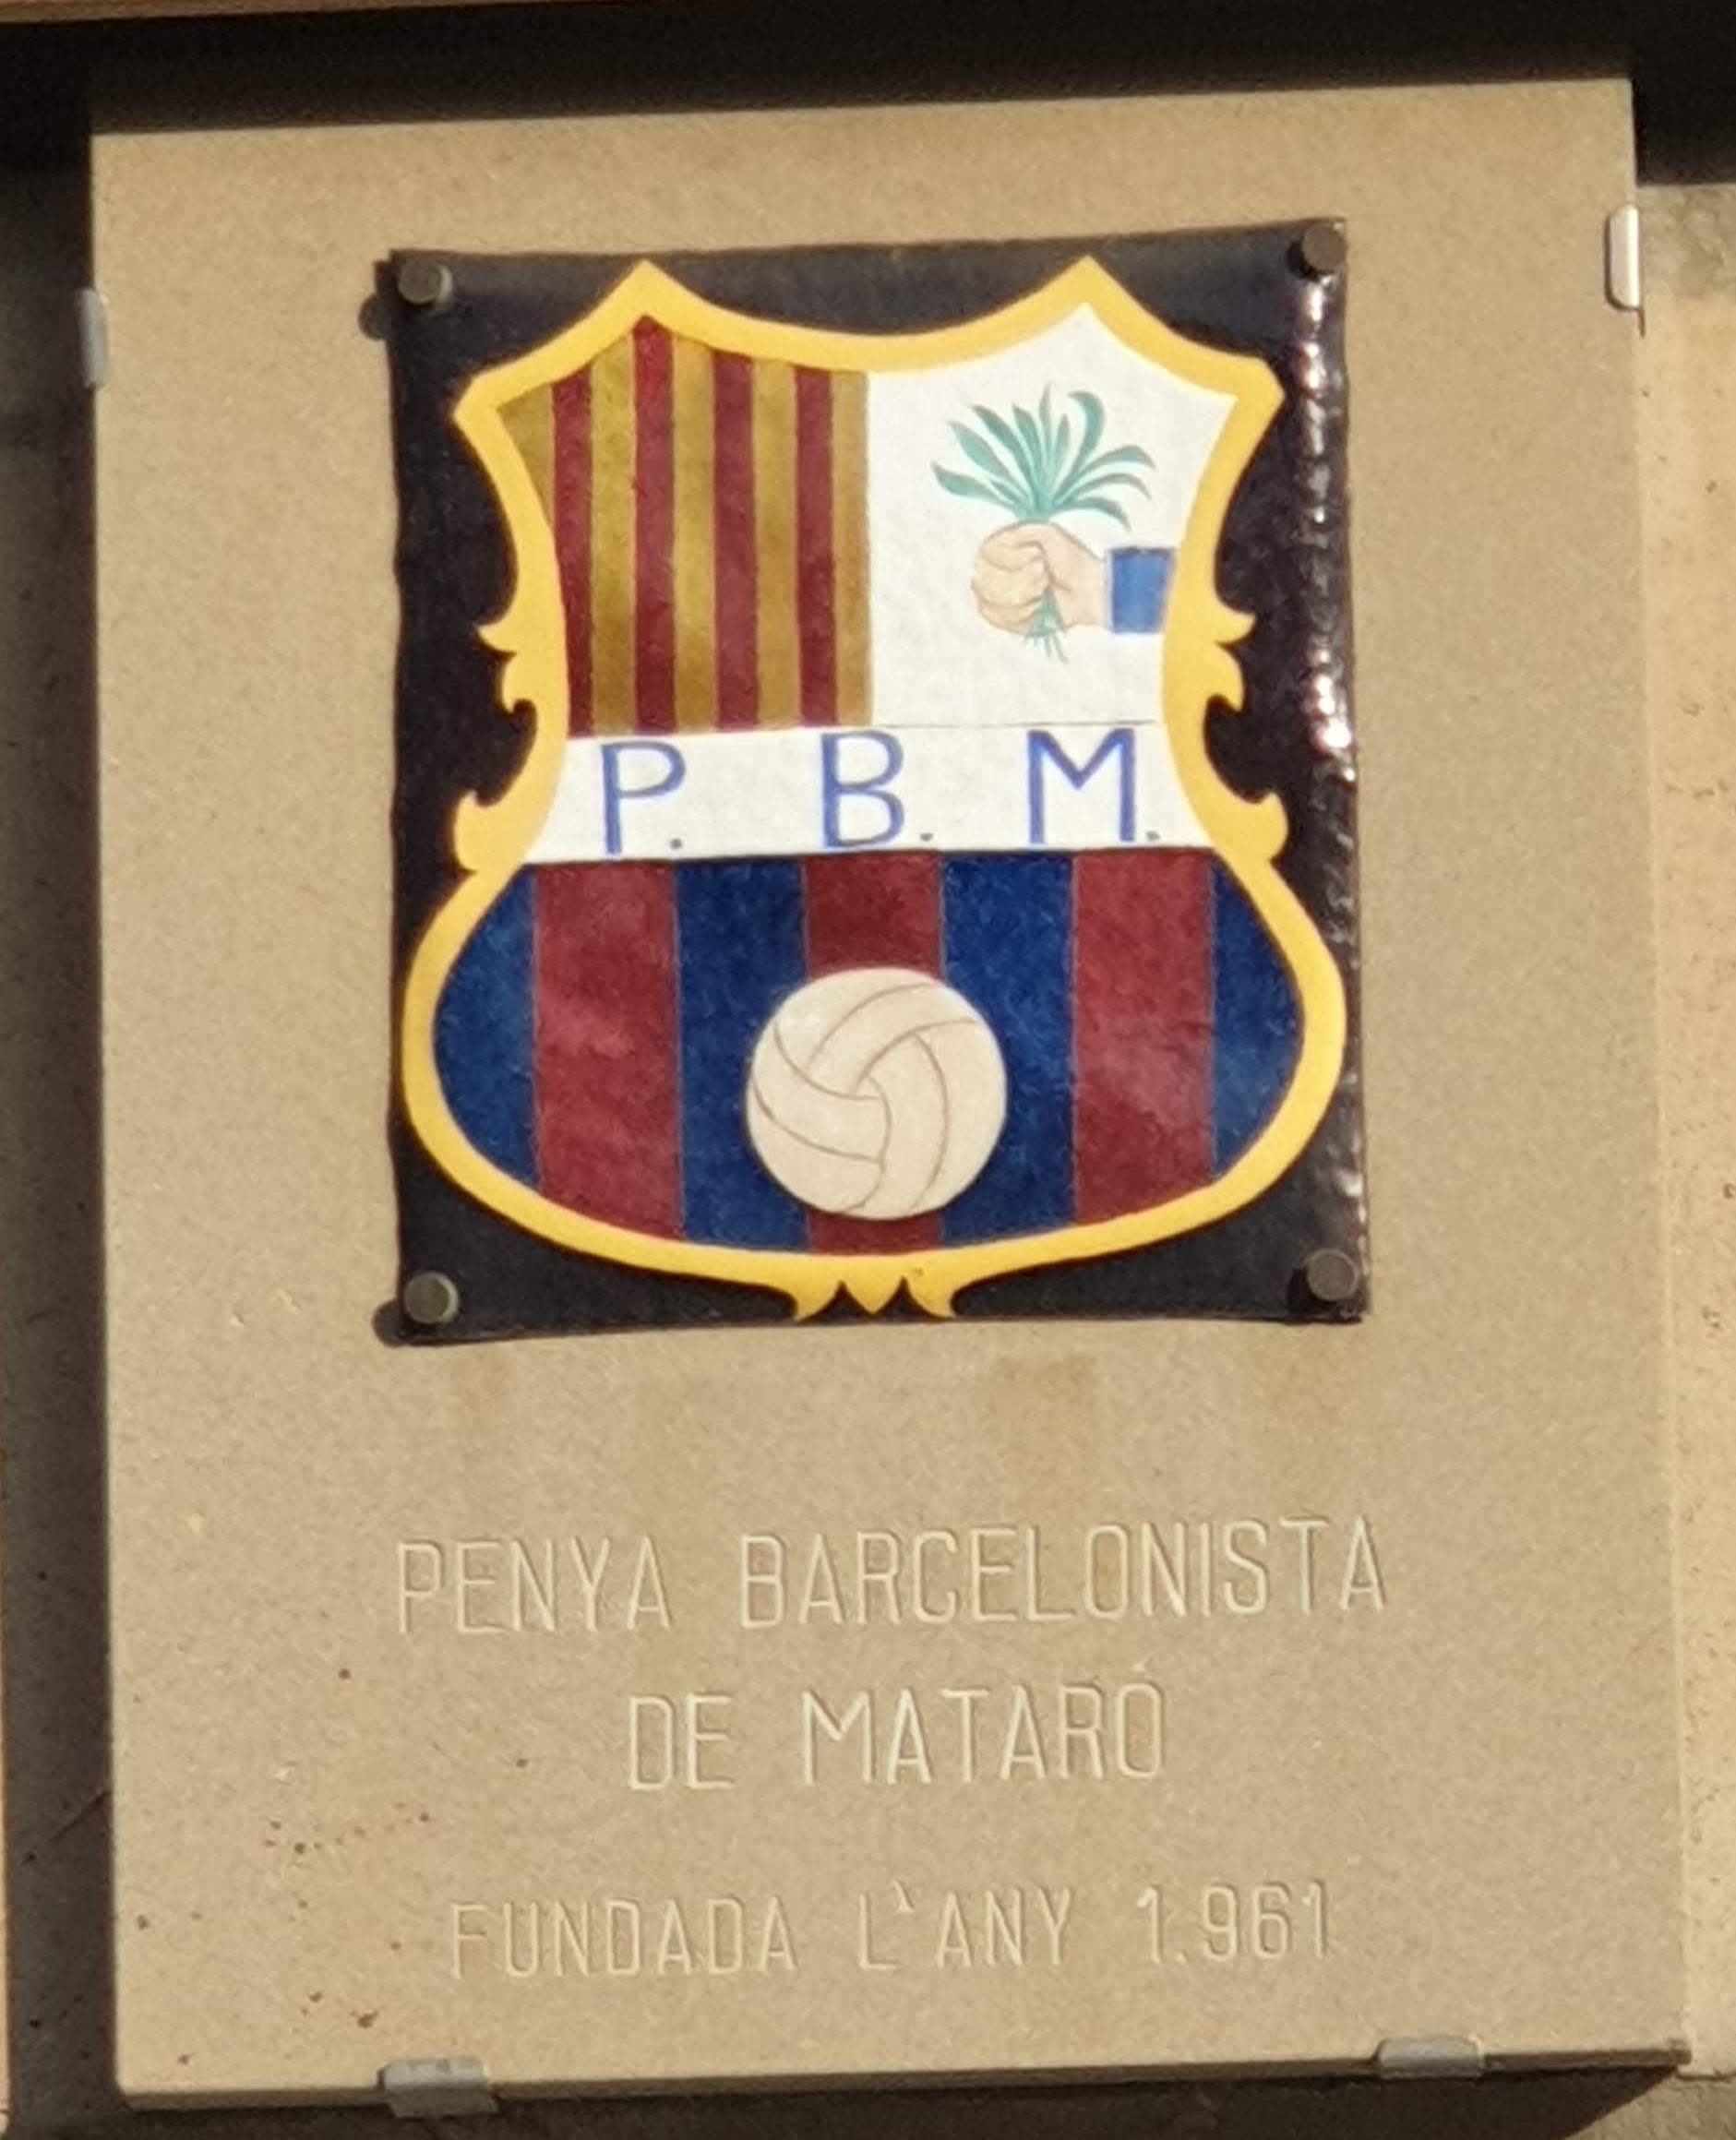 P. B. M.
PENYA BARCELONISTA
DE MATARÓ
FUNDADA L'ANY 1.961